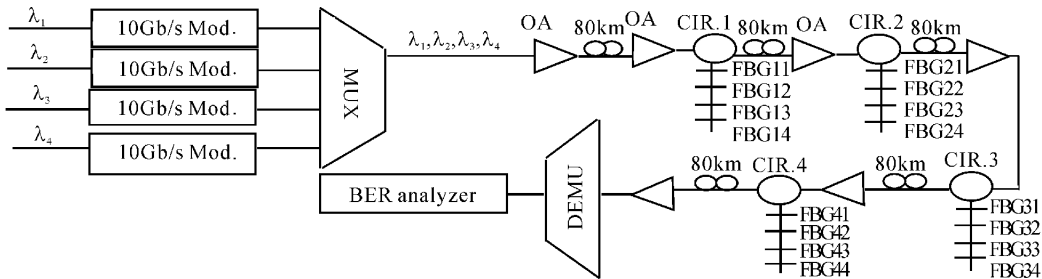 λ1
10Gb/s Mod.
λ2
10Gb/s Mod.
λ3
10Gb/s Mod.
λ4
10Gb/s Mod.
MUX
λ1,λ2,λ3,λ4
OA
80km
OA
CIR.1
80km
OA
CIR.2
80km
FBG11
FBG12
FBG13
FBG14
FBG21
FBG22
FBG23
FBG24
BER analyzer
DEMU
80km
CIR.4
80km
CIR.3
FBG41
FBG42
FBG43
FBG44
FBG31
FBG32
FBG33
FBG34